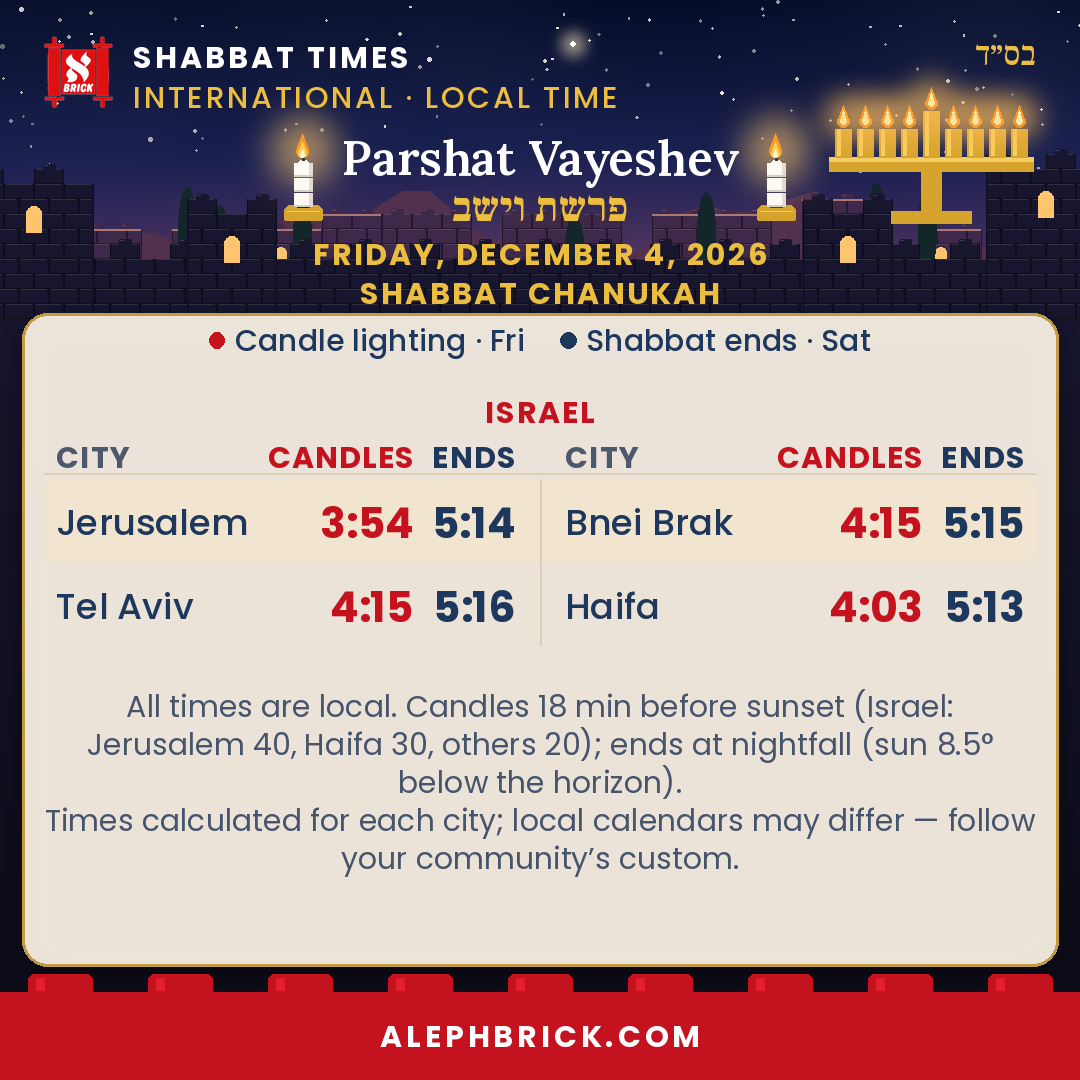 א
BRICK
SHABBAT TIMES
INTERNATIONAL · LOCAL TIME
בס״ד
Parshat Vayeshev
פרשת וישב
FRIDAY, DECEMBER 4, 2026
SHABBAT CHANUKAH
Candle lighting · Fri Shabbat ends · Sat
ISRAEL
CITY CANDLES ENDS CITY CANDLES ENDS
Jerusalem 3:54 5:14 Bnei Brak 4:15 5:15
Tel Aviv 4:15 5:16 Haifa 4:03 5:13
All times are local. Candles 18 min before sunset (Israel:
Jerusalem 40, Haifa 30, others 20); ends at nightfall (sun 8.5°
below the horizon).
Times calculated for each city; local calendars may differ — follow
your community’s custom.
ALEPHBRICK.COM